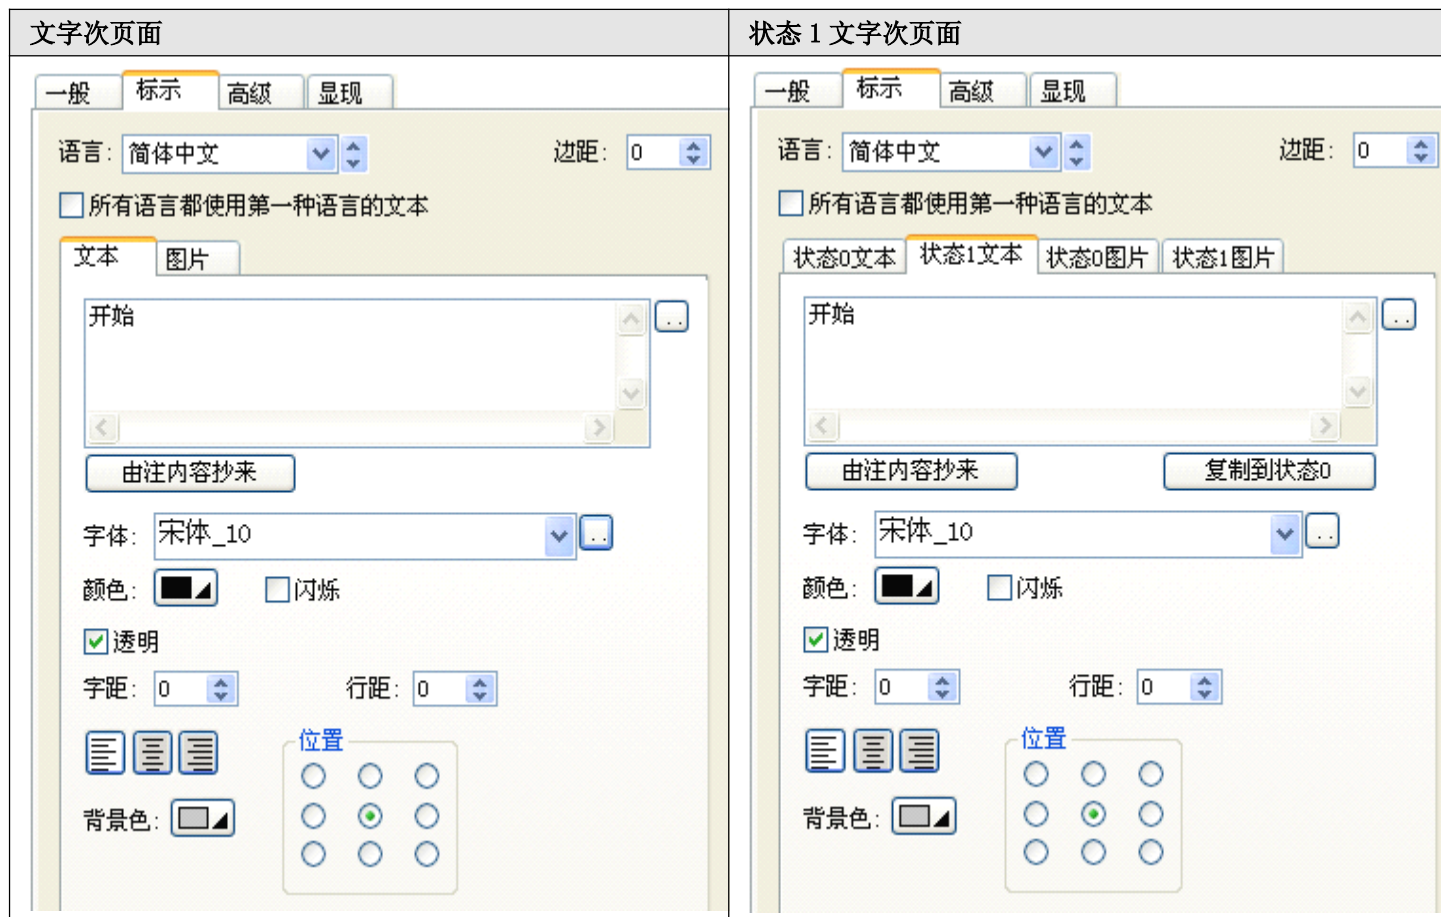 文字次页面
一般 标示 高级 显现
语言: 简体中文 边距: 0
所有语言都使用第一种语言的文本
文本 图片
开始
..
由注内容抄来
字体: 宋体_10 ..
颜色: 闪烁
透明
字距: 0 行距: 0
位置
背景色:
状态1文字次页面
一般 标示 高级 显现
语言: 简体中文 边距: 0
所有语言都使用第一种语言的文本
状态0文本 状态1文本 状态0图片 状态1图片
开始
..
由注内容抄来 复制到状态0
字体: 宋体_10 ..
颜色: 闪烁
透明
字距: 0 行距: 0
位置
背景色: